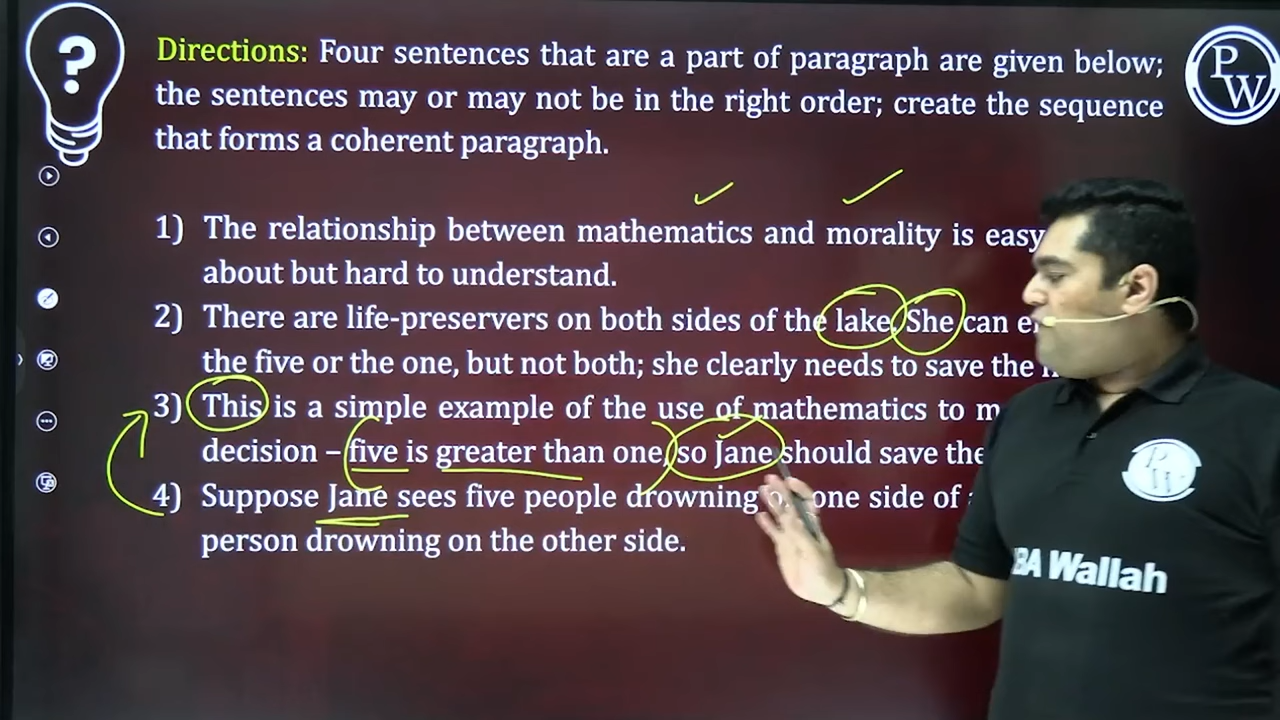 ?
Directions: Four sentences that are a part of paragraph are given below;
the sentences may or may not be in the right order; create the sequence
that forms a coherent paragraph.
1) The relationship between mathematics and morality is easy
about but hard to understand.
2) There are life-preservers on both sides of the lake. She can
the five or the one, but not both; she clearly needs to save the
3) This is a simple example of the use of mathematics to
decision – five is greater than one, so Jane should save the
4) Suppose Jane sees five people drowning one side of
person drowning on the other side.
PW
PW
BA Wallah